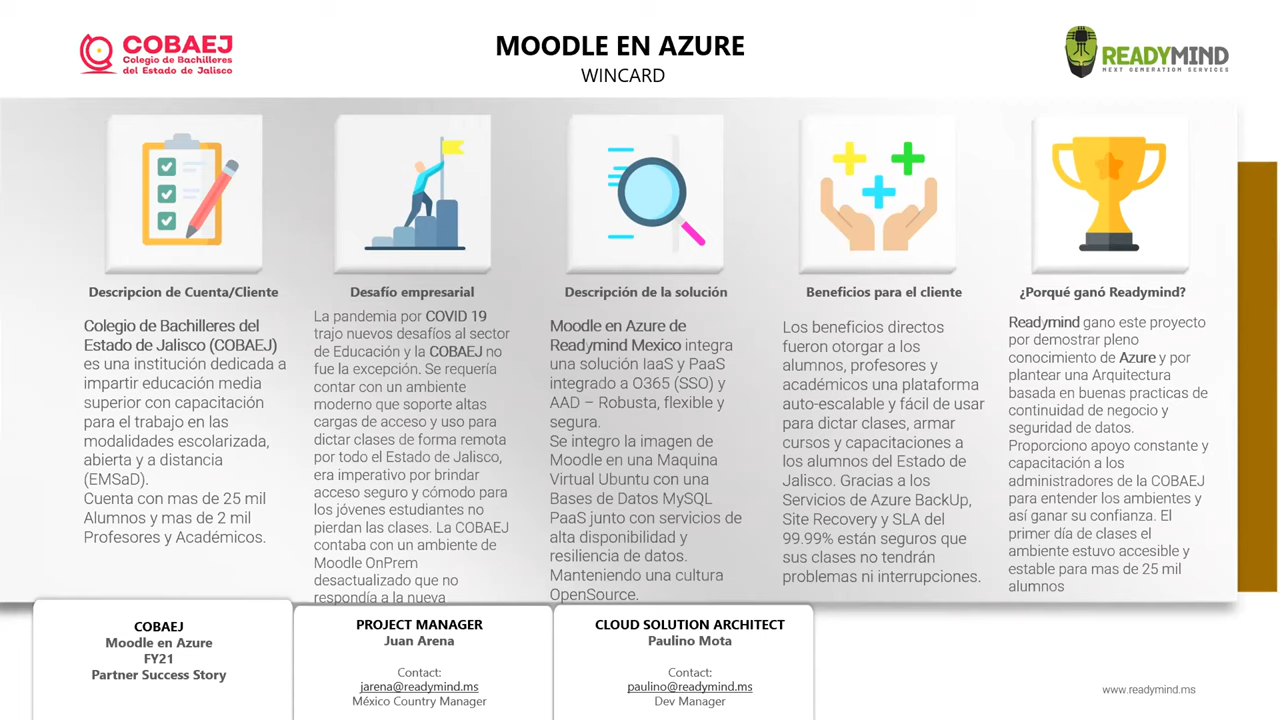 COBAEJ
Colegio de Bachilleres
del Estado de Jalisco
MOODLE EN AZURE
WINCARD
READYMIND
NEXT GENERATION SERVICES
Descripcion de Cuenta/Cliente
Colegio de Bachilleres del
Estado de Jalisco (COBAEJ)
es una institución dedicada a
impartir educación media
superior con capacitación
para el trabajo en las
modalidades escolarizada,
abierta y a distancia
(EMSaD).
Cuenta con mas de 25 mil
Alumnos y mas de 2 mil
Profesores y Académicos.
Desafío empresarial
La pandemia por COVID 19
trajo nuevos desafíos al sector
de Educación y la COBAEJ no
fue la excepción. Se requería
contar con un ambiente
moderno que soporte altas
cargas de acceso y uso para
dictar clases de forma remota
por todo el Estado de Jalisco,
era imperativo por brindar
acceso seguro y cómodo para
los jóvenes estudiantes no
pierdan las clases. La COBAEJ
contaba con un ambiente de
Moodle OnPrem
desactualizado que no
respondía a la nueva
Descripción de la solución
Moodle en Azure de
Readymind Mexico integra
una solución IaaS y PaaS
integrado a O365 (SSO) y
AAD – Robusta, flexible y
segura.
Se integro la imagen de
Moodle en una Maquina
Virtual Ubuntu con una
Bases de Datos MySQL
PaaS junto con servicios de
alta disponibilidad y
resiliencia de datos.
Manteniendo una cultura
OpenSource.
Beneficios para el cliente
Los beneficios directos
fueron otorgar a los
alumnos, profesores y
académicos una plataforma
auto-escalable y fácil de usar
para dictar clases, armar
cursos y capacitaciones a
los alumnos del Estado de
Jalisco. Gracias a los
Servicios de Azure BackUp,
Site Recovery y SLA del
99.99% están seguros que
sus clases no tendrán
problemas ni interrupciones.
¿Porqué ganó Readymind?
Readymind gano este proyecto
por demostrar pleno
conocimiento de Azure y por
plantear una Arquitectura
basada en buenas practicas de
continuidad de negocio y
seguridad de datos.
Proporciono apoyo constante y
capacitación a los
administradores de la COBAEJ
para entender los ambientes y
así ganar su confianza. El
primer día de clases el
ambiente estuvo accesible y
estable para mas de 25 mil
alumnos
COBAEJ
Moodle en Azure
FY21
Partner Success Story
PROJECT MANAGER
Juan Arena
Contact:
jarena@readymind.ms
México Country Manager
CLOUD SOLUTION ARCHITECT
Paulino Mota
Contact:
paulino@readymind.ms
Dev Manager
www.readymind.ms